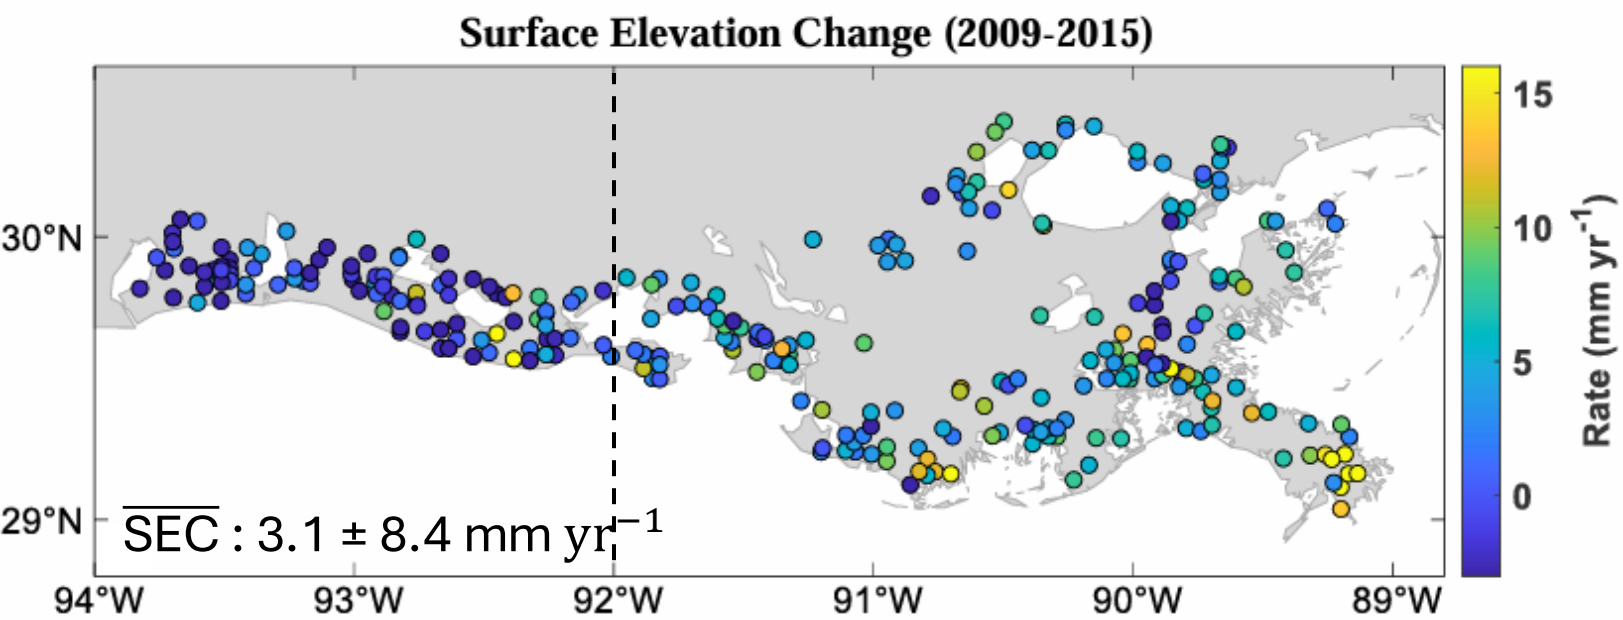 Surface Elevation Change (2009-2015)
15
30°N
10
5
0
Rate (mm yr⁻¹)
29°N
S̅E̅C̅ : 3.1 ± 8.4 mm yr⁻¹
94°W 93°W 92°W 91°W 90°W 89°W